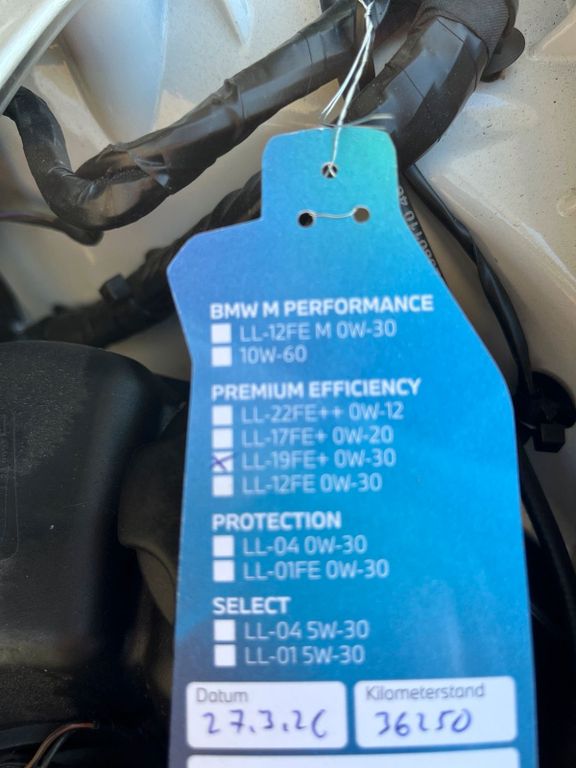 BMW M PERFORMANCE
LL-12FE M 0W-30
10W-60
PREMIUM EFFICIENCY
LL-22FE++ 0W-12
LL-17FE+ 0W-20
LL-19FE+ 0W-30
LL-12FE 0W-30
PROTECTION
LL-04 0W-30
LL-01FE 0W-30
SELECT
LL-04 5W-30
LL-01 5W-30
Datum
Kilometerstand
27.3.26
36250